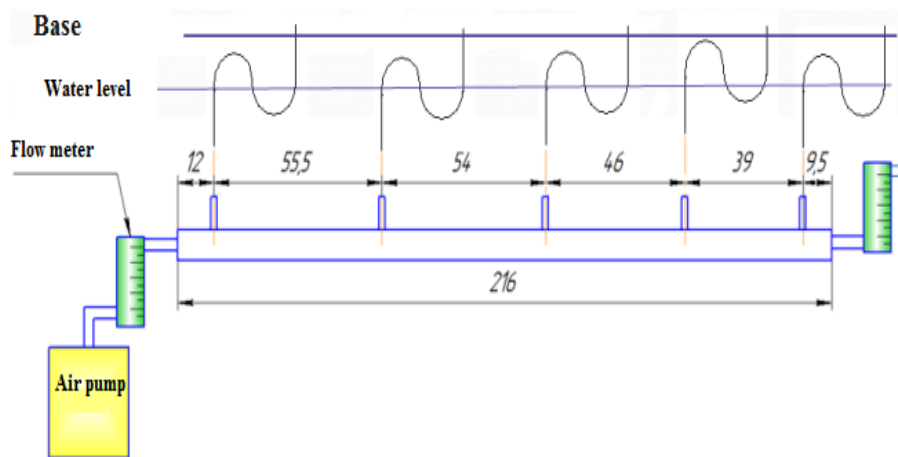 Base
Water level
Flow meter
12 55,5 54 46 39 9,5
216
Air pump